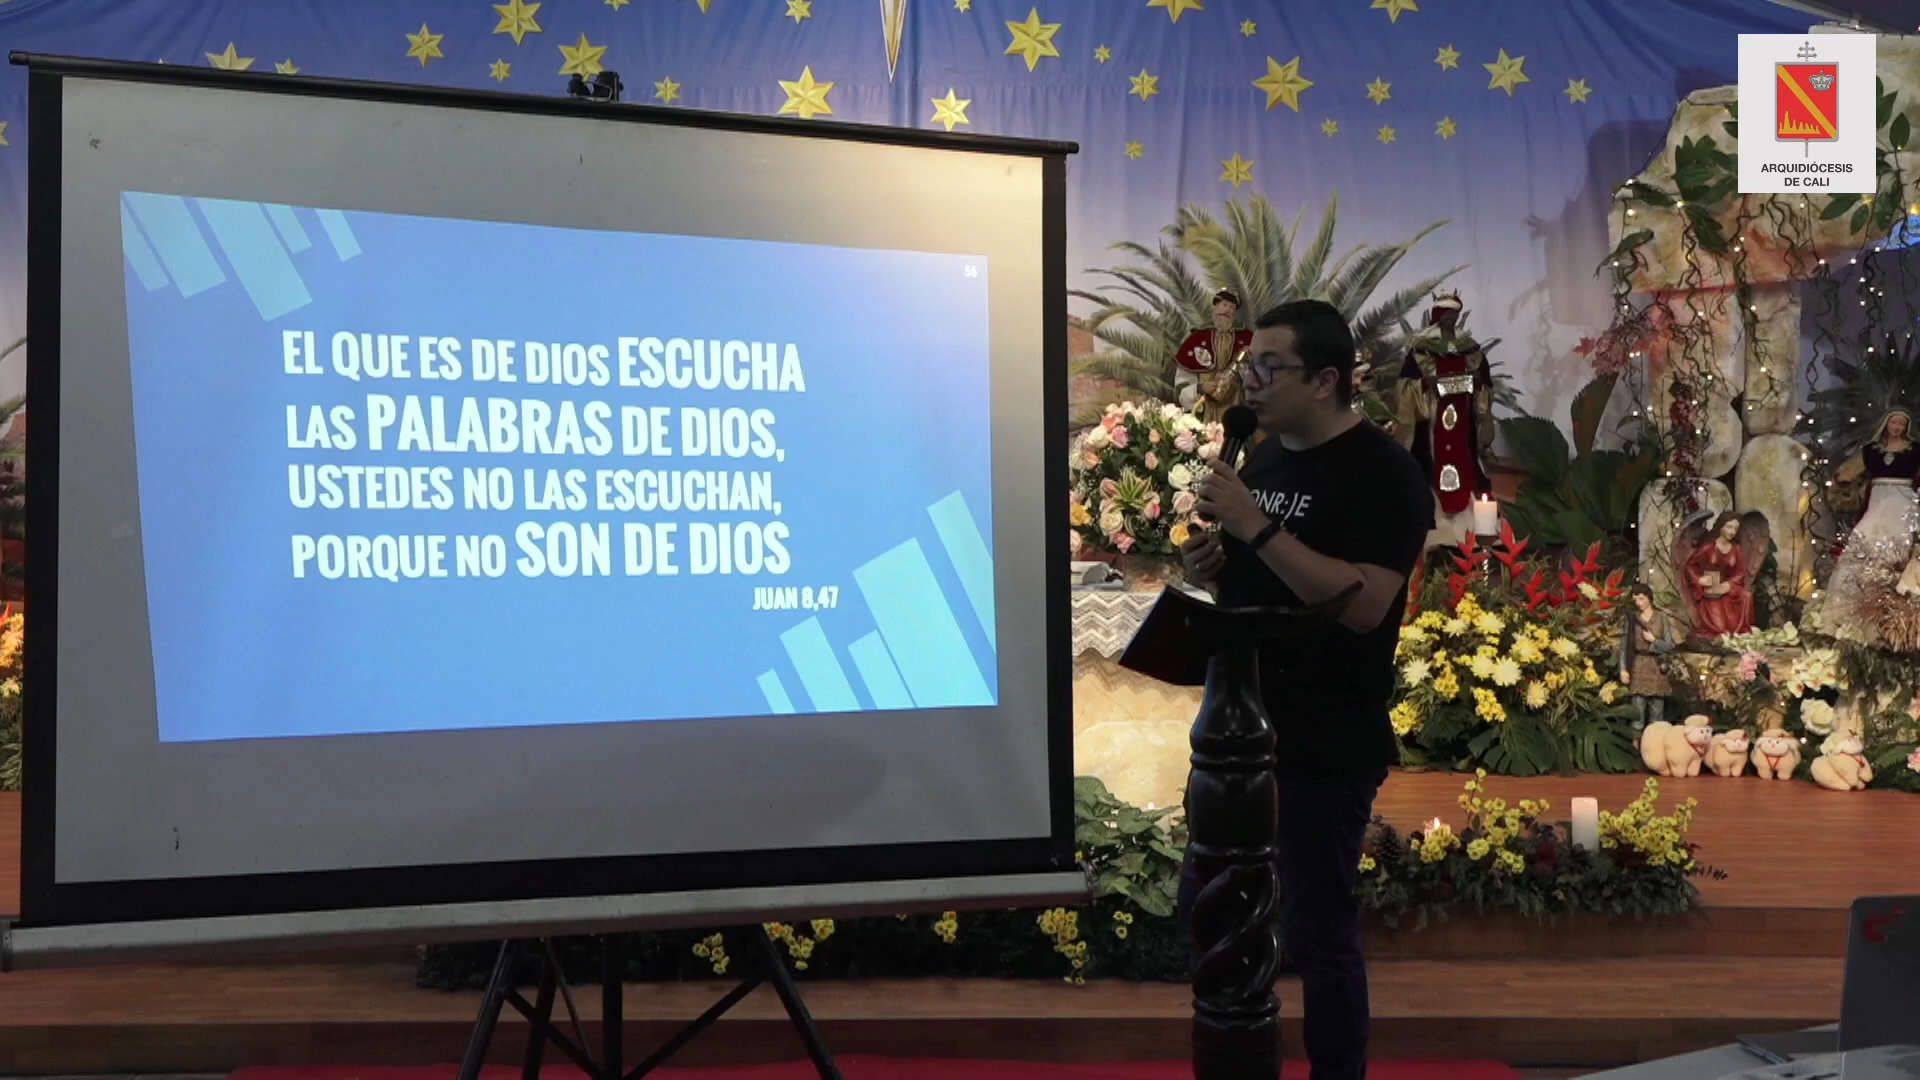 56
EL QUE ES DE DIOS ESCUCHA
LAS PALABRAS DE DIOS,
USTEDES NO LAS ESCUCHAN,
PORQUE NO SON DE DIOS
JUAN 8,47
ARQUIDIÓCESIS
DE CALI